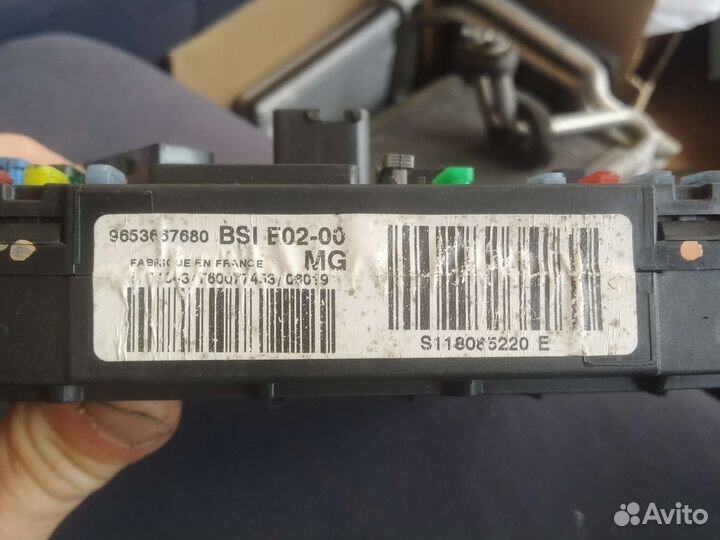 9653667680 BSI E02-00
FABRIQUE EN FRANCE MG
S118085220 E
Avito